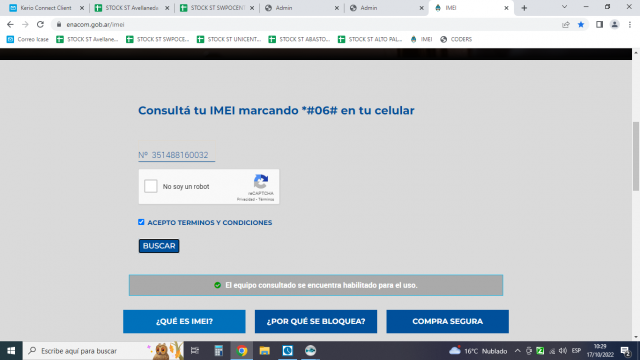 Kerio Connect Client
STOCK ST Avellaneda
STOCK ST SWPOCENT
Admin
Admin
IMEI
enacom.gob.ar/imei
Correo Icase
STOCK ST Avellane...
STOCK ST SWPOCE...
STOCK ST UNICENT...
STOCK ST ABASTO...
STOCK ST ALTO PAL...
IMEI
CODERS
Consultá tu IMEI marcando *#06# en tu celular
Nº 351488160032
No soy un robot
reCAPTCHA
Privacidad - Términos
ACEPTO TERMINOS Y CONDICIONES
BUSCAR
El equipo consultado se encuentra habilitado para el uso.
¿QUÉ ES IMEI?
¿POR QUÉ SE BLOQUEA?
COMPRA SEGURA
Escribe aquí para buscar
16°C Nublado
ESP
10:29
17/10/2022